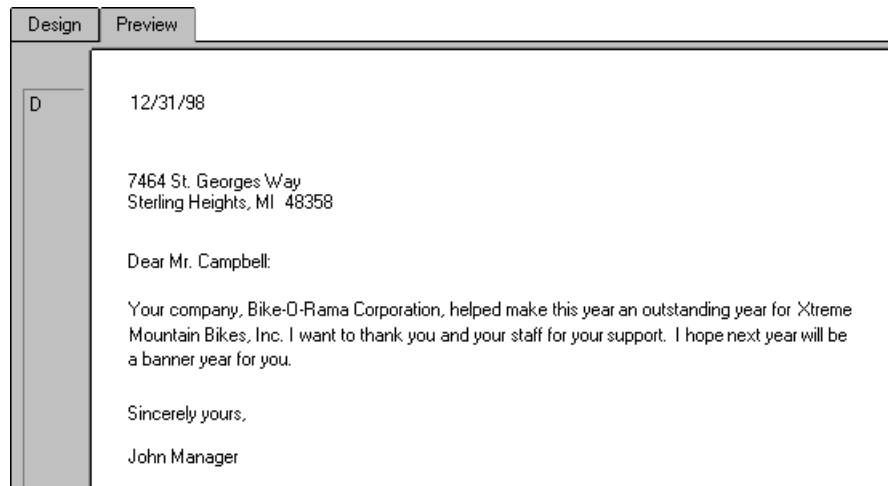 Design Preview
D
12/31/98
7464 St. Georges Way
Sterling Heights, MI  48358
Dear Mr. Campbell:
Your company, Bike-O-Rama Corporation, helped make this year an outstanding year for Xtreme
Mountain Bikes, Inc. I want to thank you and your staff for your support.  I hope next year will be
a banner year for you.
Sincerely yours,
John Manager